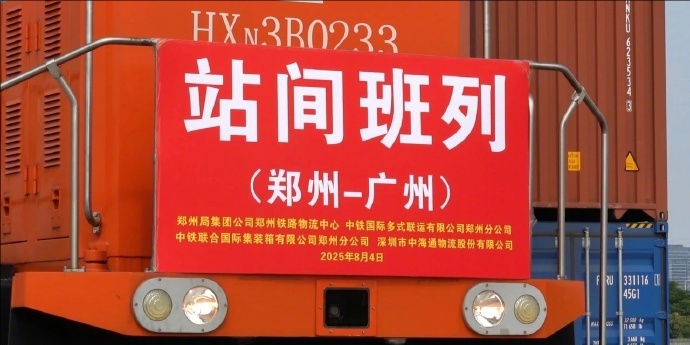 HXN3B0233
站间班列
（郑州-广州）
郑州局集团公司郑州铁路物流中心 中铁国际多式联运有限公司郑州分公司
中铁联合国际集装箱有限公司郑州分公司 深圳市中海通物流股份有限公司
2025年8月4日
331116
45G1